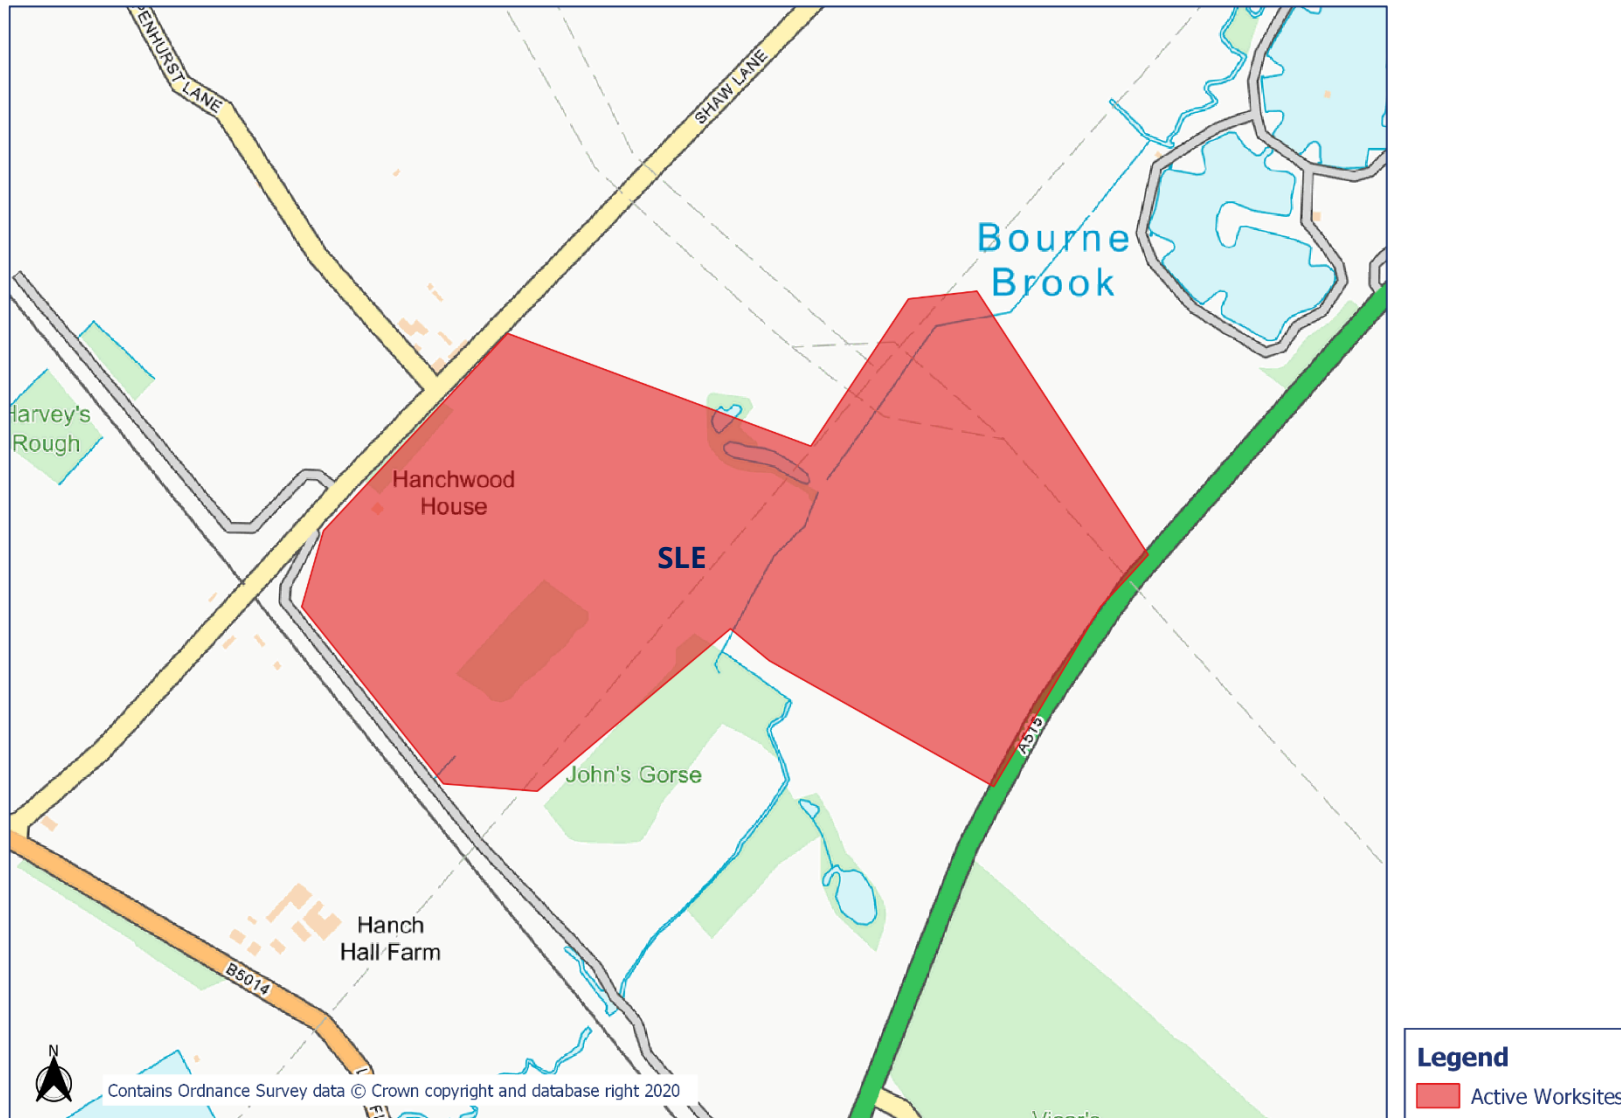 PENHURST LANE
SHAW LANE
Bourne
Brook
Harvey's
Rough
Hanchwood
House
SLE
A515
John's Gorse
Hanch
Hall Farm
B5014
N
Contains Ordnance Survey data © Crown copyright and database right 2020
Legend
Active Worksites